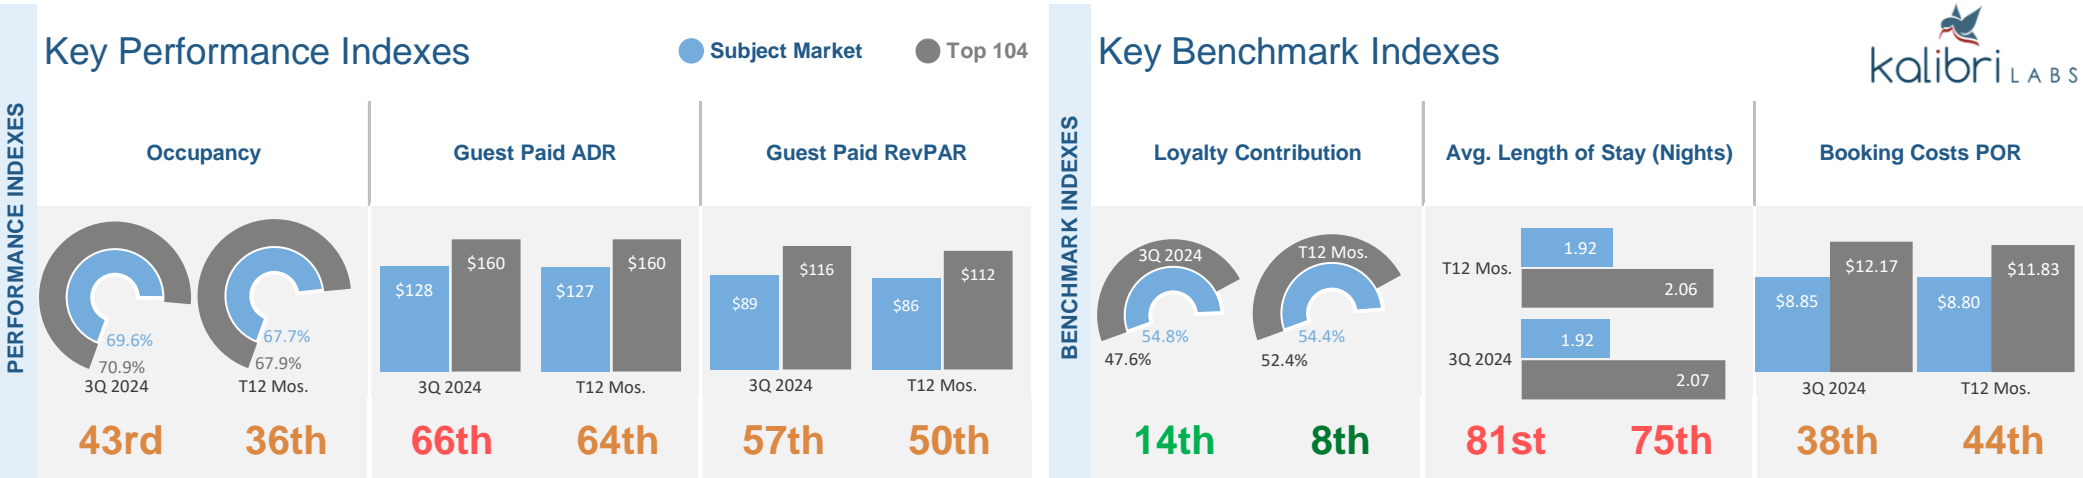 PERFORMANCE INDEXES
Key Performance Indexes
Subject Market
Top 104
Occupancy
Guest Paid ADR
Guest Paid RevPAR
69.6%
70.9%
3Q 2024
67.7%
67.9%
T12 Mos.
$128
$160
3Q 2024
$127
$160
T12 Mos.
$89
$116
3Q 2024
$86
$112
T12 Mos.
43rd
36th
66th
64th
57th
50th
BENCHMARK INDEXES
Key Benchmark Indexes
kalibri LABS
Loyalty Contribution
Avg. Length of Stay (Nights)
Booking Costs POR
3Q 2024
54.8%
47.6%
T12 Mos.
54.4%
52.4%
T12 Mos.
1.92
2.06
3Q 2024
1.92
2.07
$8.85
$12.17
3Q 2024
$8.80
$11.83
T12 Mos.
14th
8th
81st
75th
38th
44th